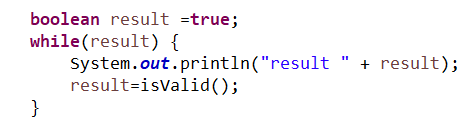 boolean result =true;
while(result) {
    System.out.println("result " + result);
    result=isValid();
}